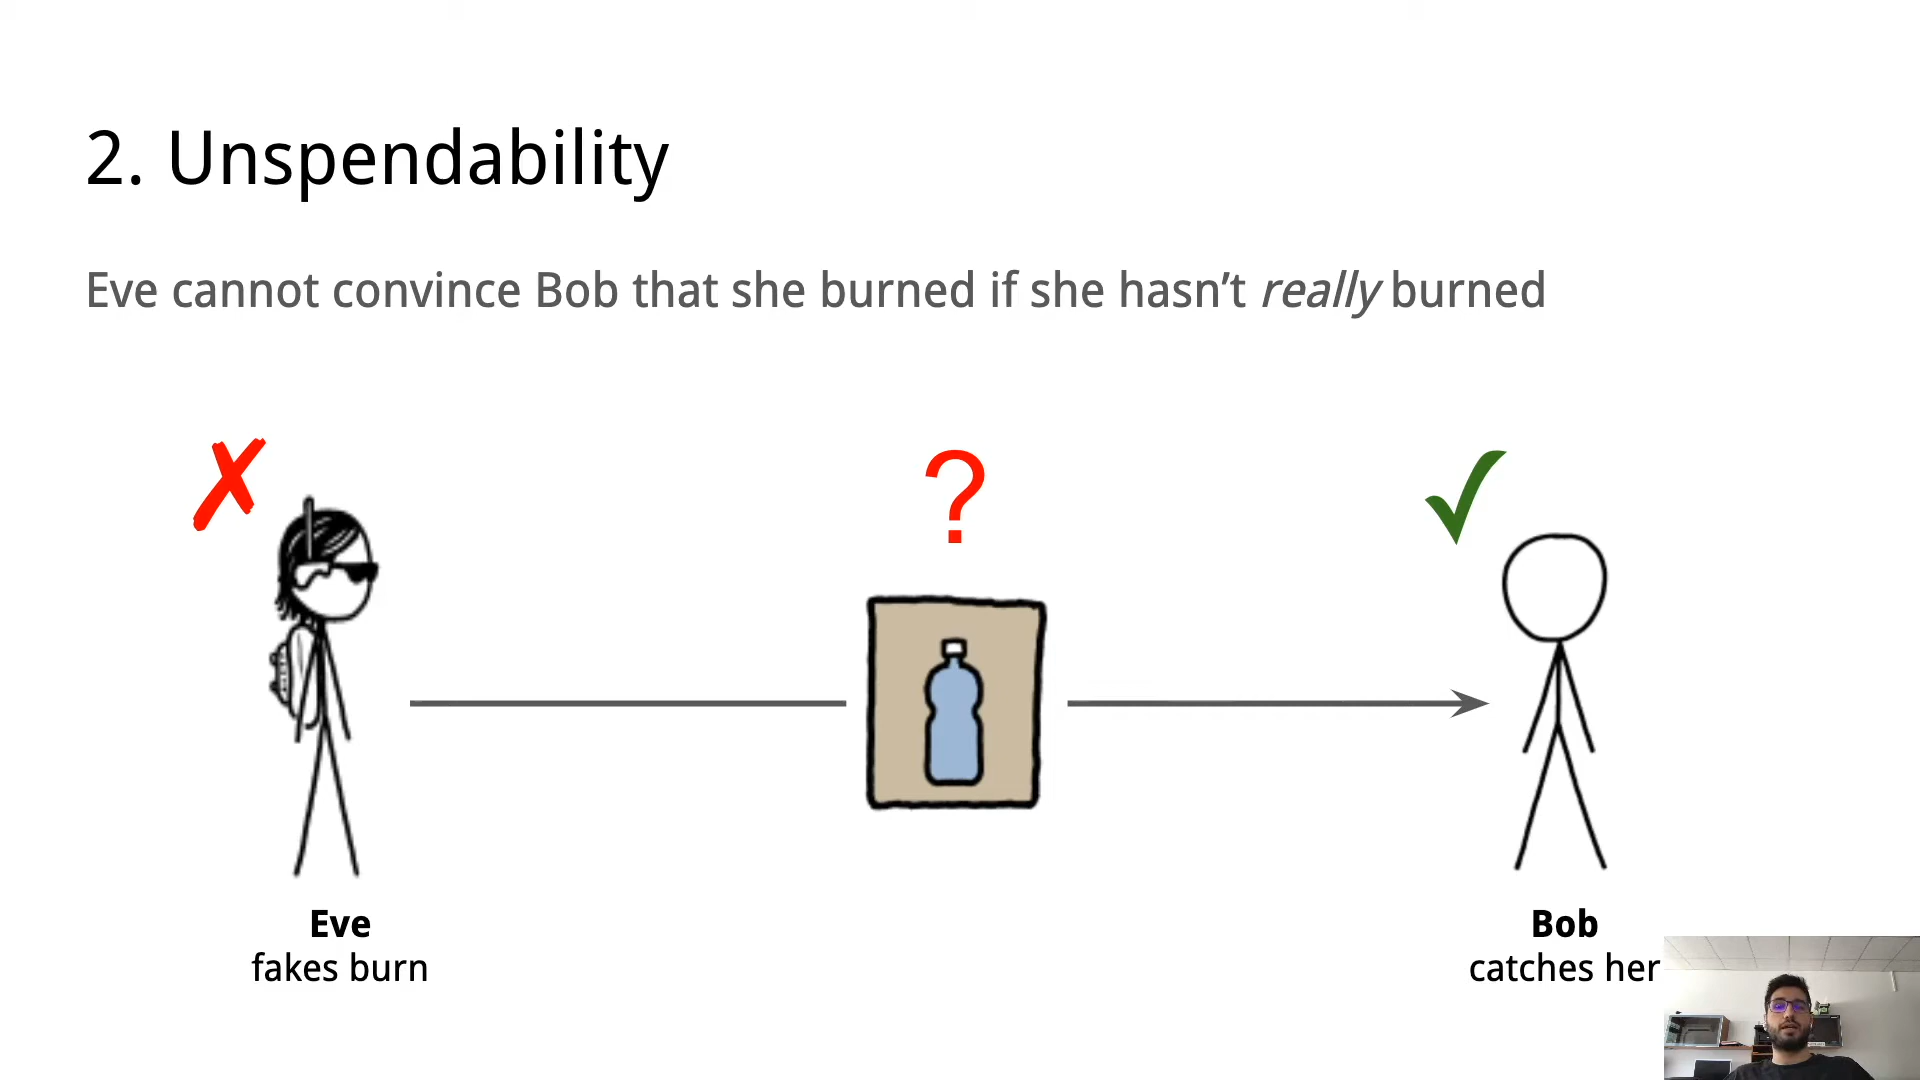 2. Unspendability
Eve cannot convince Bob that she burned if she hasn’t really burned
✗
?
✓
Eve
fakes burn
Bob
catches her